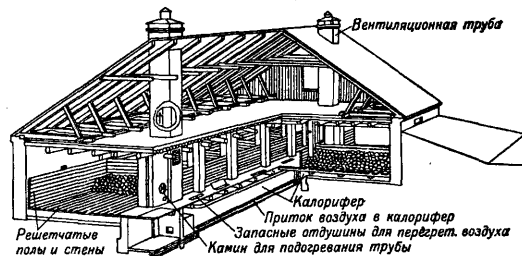 Вентиляционная труба
Калорифер
Приток воздуха в калорифер
Запасные отдушины для перегрет. воздуха
Камин для подогревания трубы
Решетчатые
полы и стены